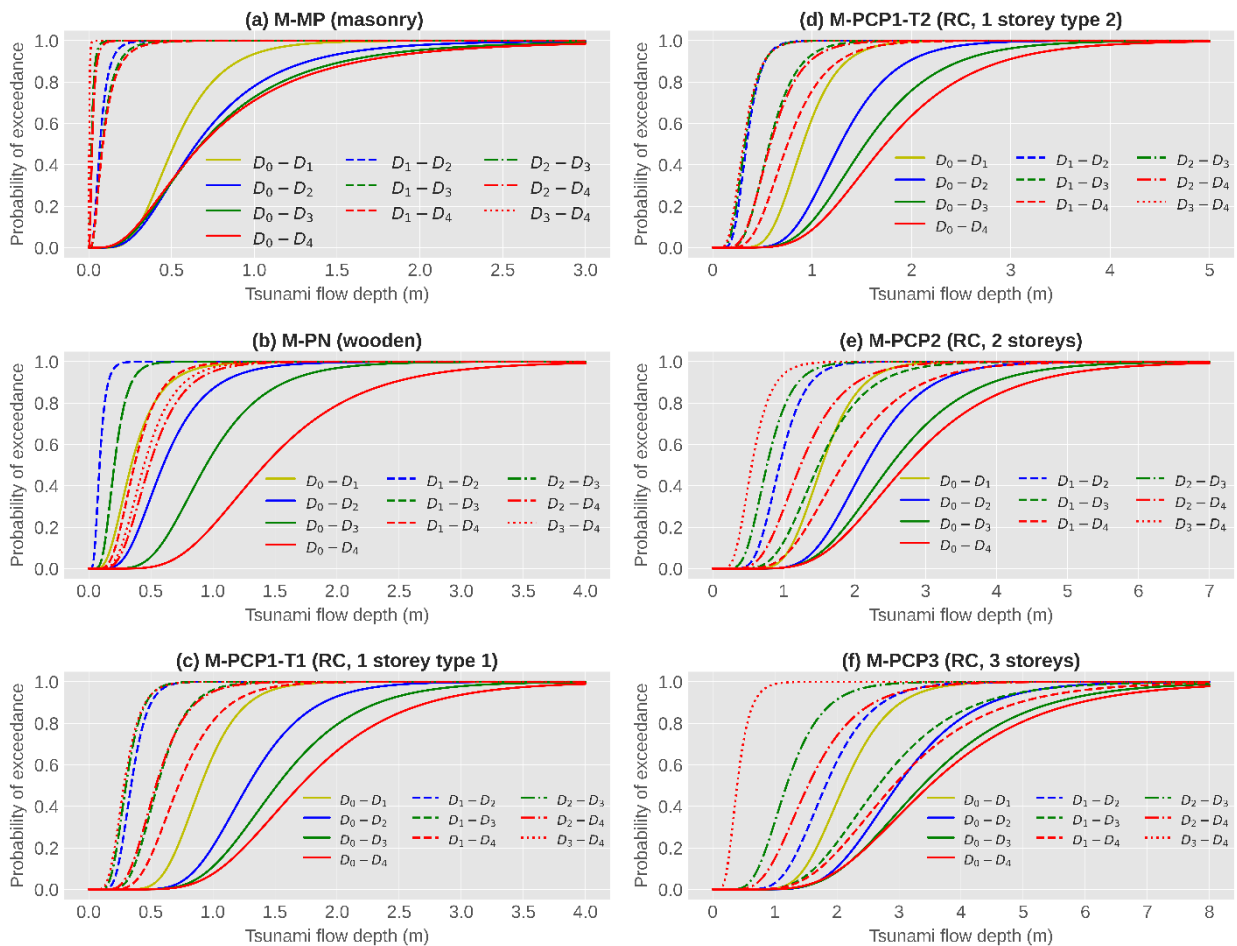 (a) M-MP (masonry)
Probability of exceedance
1.0
0.8
0.6
0.4
0.2
0.0
D₀ – D₁
D₀ – D₂
D₀ – D₃
D₀ – D₄
D₁ – D₂
D₁ – D₃
D₁ – D₄
D₂ – D₃
D₂ – D₄
D₃ – D₄
0.0 0.5 1.0 1.5 2.0 2.5 3.0
Tsunami flow depth (m)
(d) M-PCP1-T2 (RC, 1 storey type 2)
Probability of exceedance
1.0
0.8
0.6
0.4
0.2
0.0
D₀ – D₁
D₀ – D₂
D₀ – D₃
D₀ – D₄
D₁ – D₂
D₁ – D₃
D₁ – D₄
D₂ – D₃
D₂ – D₄
D₃ – D₄
0 1 2 3 4 5
Tsunami flow depth (m)
(b) M-PN (wooden)
Probability of exceedance
1.0
0.8
0.6
0.4
0.2
0.0
D₀ – D₁
D₀ – D₂
D₀ – D₃
D₀ – D₄
D₁ – D₂
D₁ – D₃
D₁ – D₄
D₂ – D₃
D₂ – D₄
D₃ – D₄
0.0 0.5 1.0 1.5 2.0 2.5 3.0 3.5 4.0
Tsunami flow depth (m)
(e) M-PCP2 (RC, 2 storeys)
Probability of exceedance
1.0
0.8
0.6
0.4
0.2
0.0
D₀ – D₁
D₀ – D₂
D₀ – D₃
D₀ – D₄
D₁ – D₂
D₁ – D₃
D₁ – D₄
D₂ – D₃
D₂ – D₄
D₃ – D₄
0 1 2 3 4 5 6 7
Tsunami flow depth (m)
(c) M-PCP1-T1 (RC, 1 storey type 1)
Probability of exceedance
1.0
0.8
0.6
0.4
0.2
0.0
D₀ – D₁
D₀ – D₂
D₀ – D₃
D₀ – D₄
D₁ – D₂
D₁ – D₃
D₁ – D₄
D₂ – D₃
D₂ – D₄
D₃ – D₄
0.0 0.5 1.0 1.5 2.0 2.5 3.0 3.5 4.0
Tsunami flow depth (m)
(f) M-PCP3 (RC, 3 storeys)
Probability of exceedance
1.0
0.8
0.6
0.4
0.2
0.0
D₀ – D₁
D₀ – D₂
D₀ – D₃
D₀ – D₄
D₁ – D₂
D₁ – D₃
D₁ – D₄
D₂ – D₃
D₂ – D₄
D₃ – D₄
0 1 2 3 4 5 6 7 8
Tsunami flow depth (m)